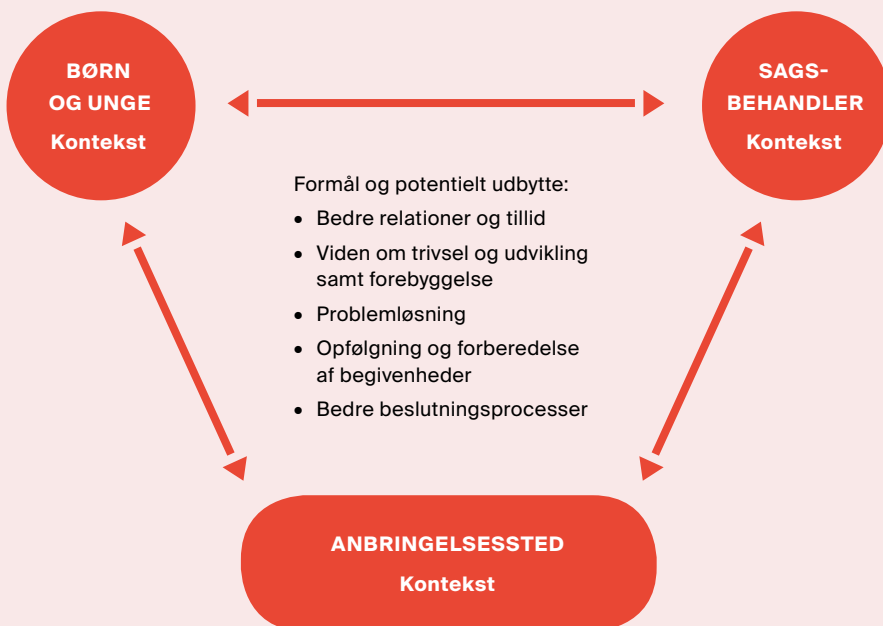 BØRN
OG UNGE
Kontekst
SAGS-
BEHANDLER
Kontekst
Formål og potentielt udbytte:
• Bedre relationer og tillid
• Viden om trivsel og udvikling
samt forebyggelse
• Problemløsning
• Opfølgning og forberedelse
af begivenheder
• Bedre beslutningsprocesser
ANBRINGELSESSTED
Kontekst